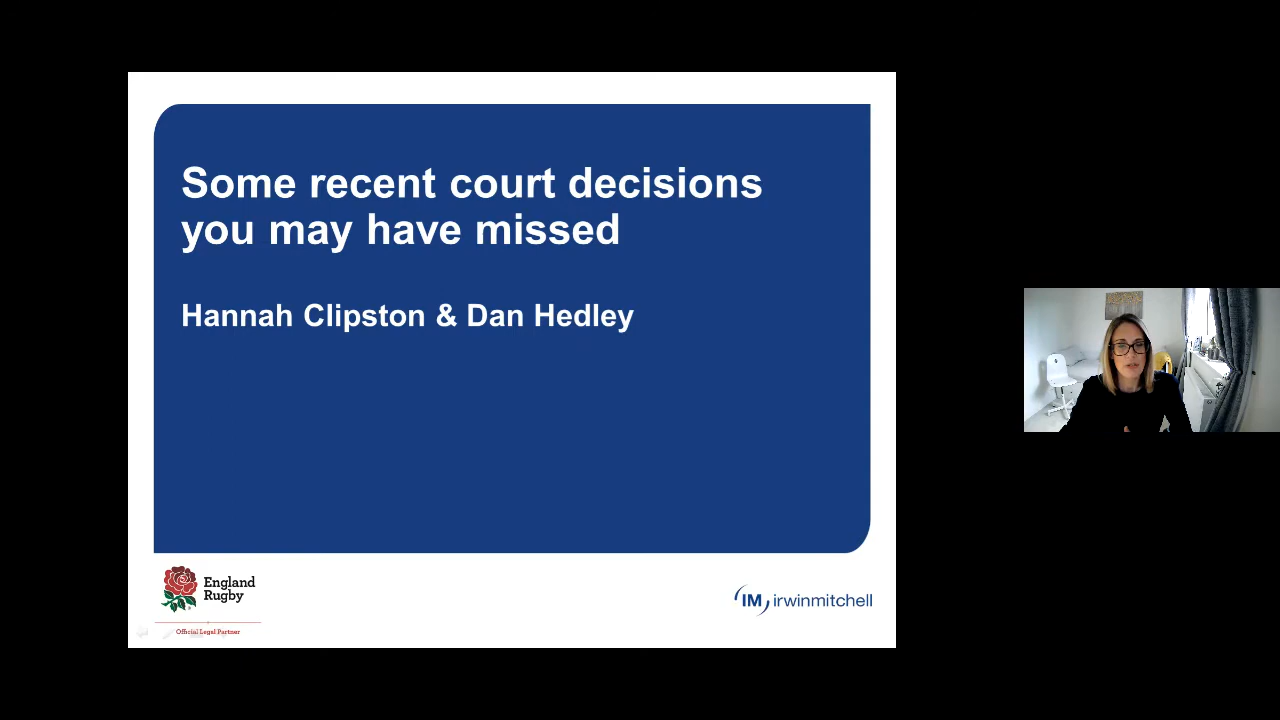 Some recent court decisions
you may have missed
Hannah Clipston & Dan Hedley
England
Rugby
Official Legal Partner
IM irwinmitchell